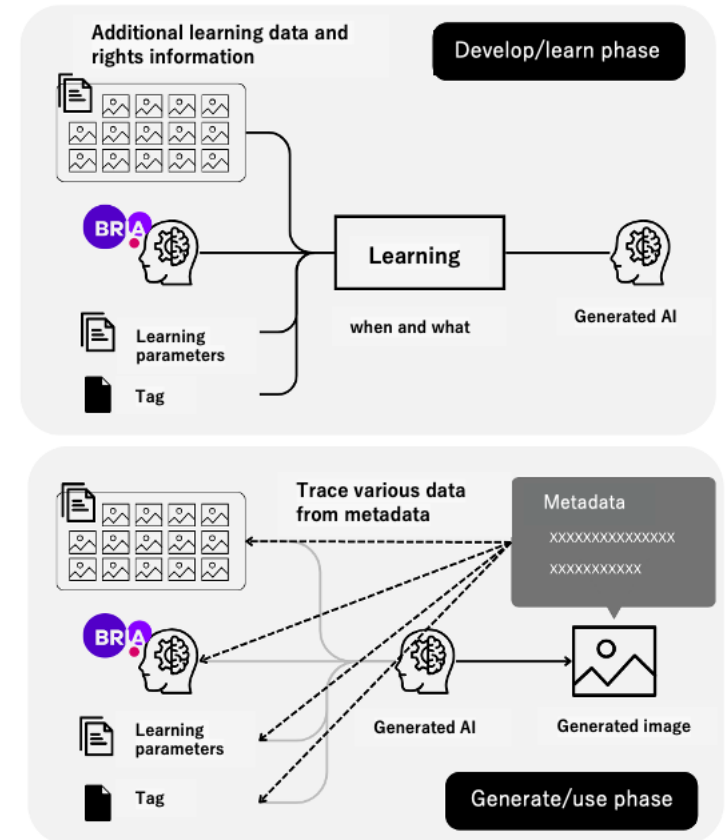 Additional learning data and
rights information
Develop/learn phase
BRIA
Learning
when and what
Generated AI
Learning
parameters
Tag
Trace various data
from metadata
Metadata
xxxxxxxxxxxxxxx
xxxxxxxxxxx
BRIA
Generated AI
Generated image
Learning
parameters
Tag
Generate/use phase